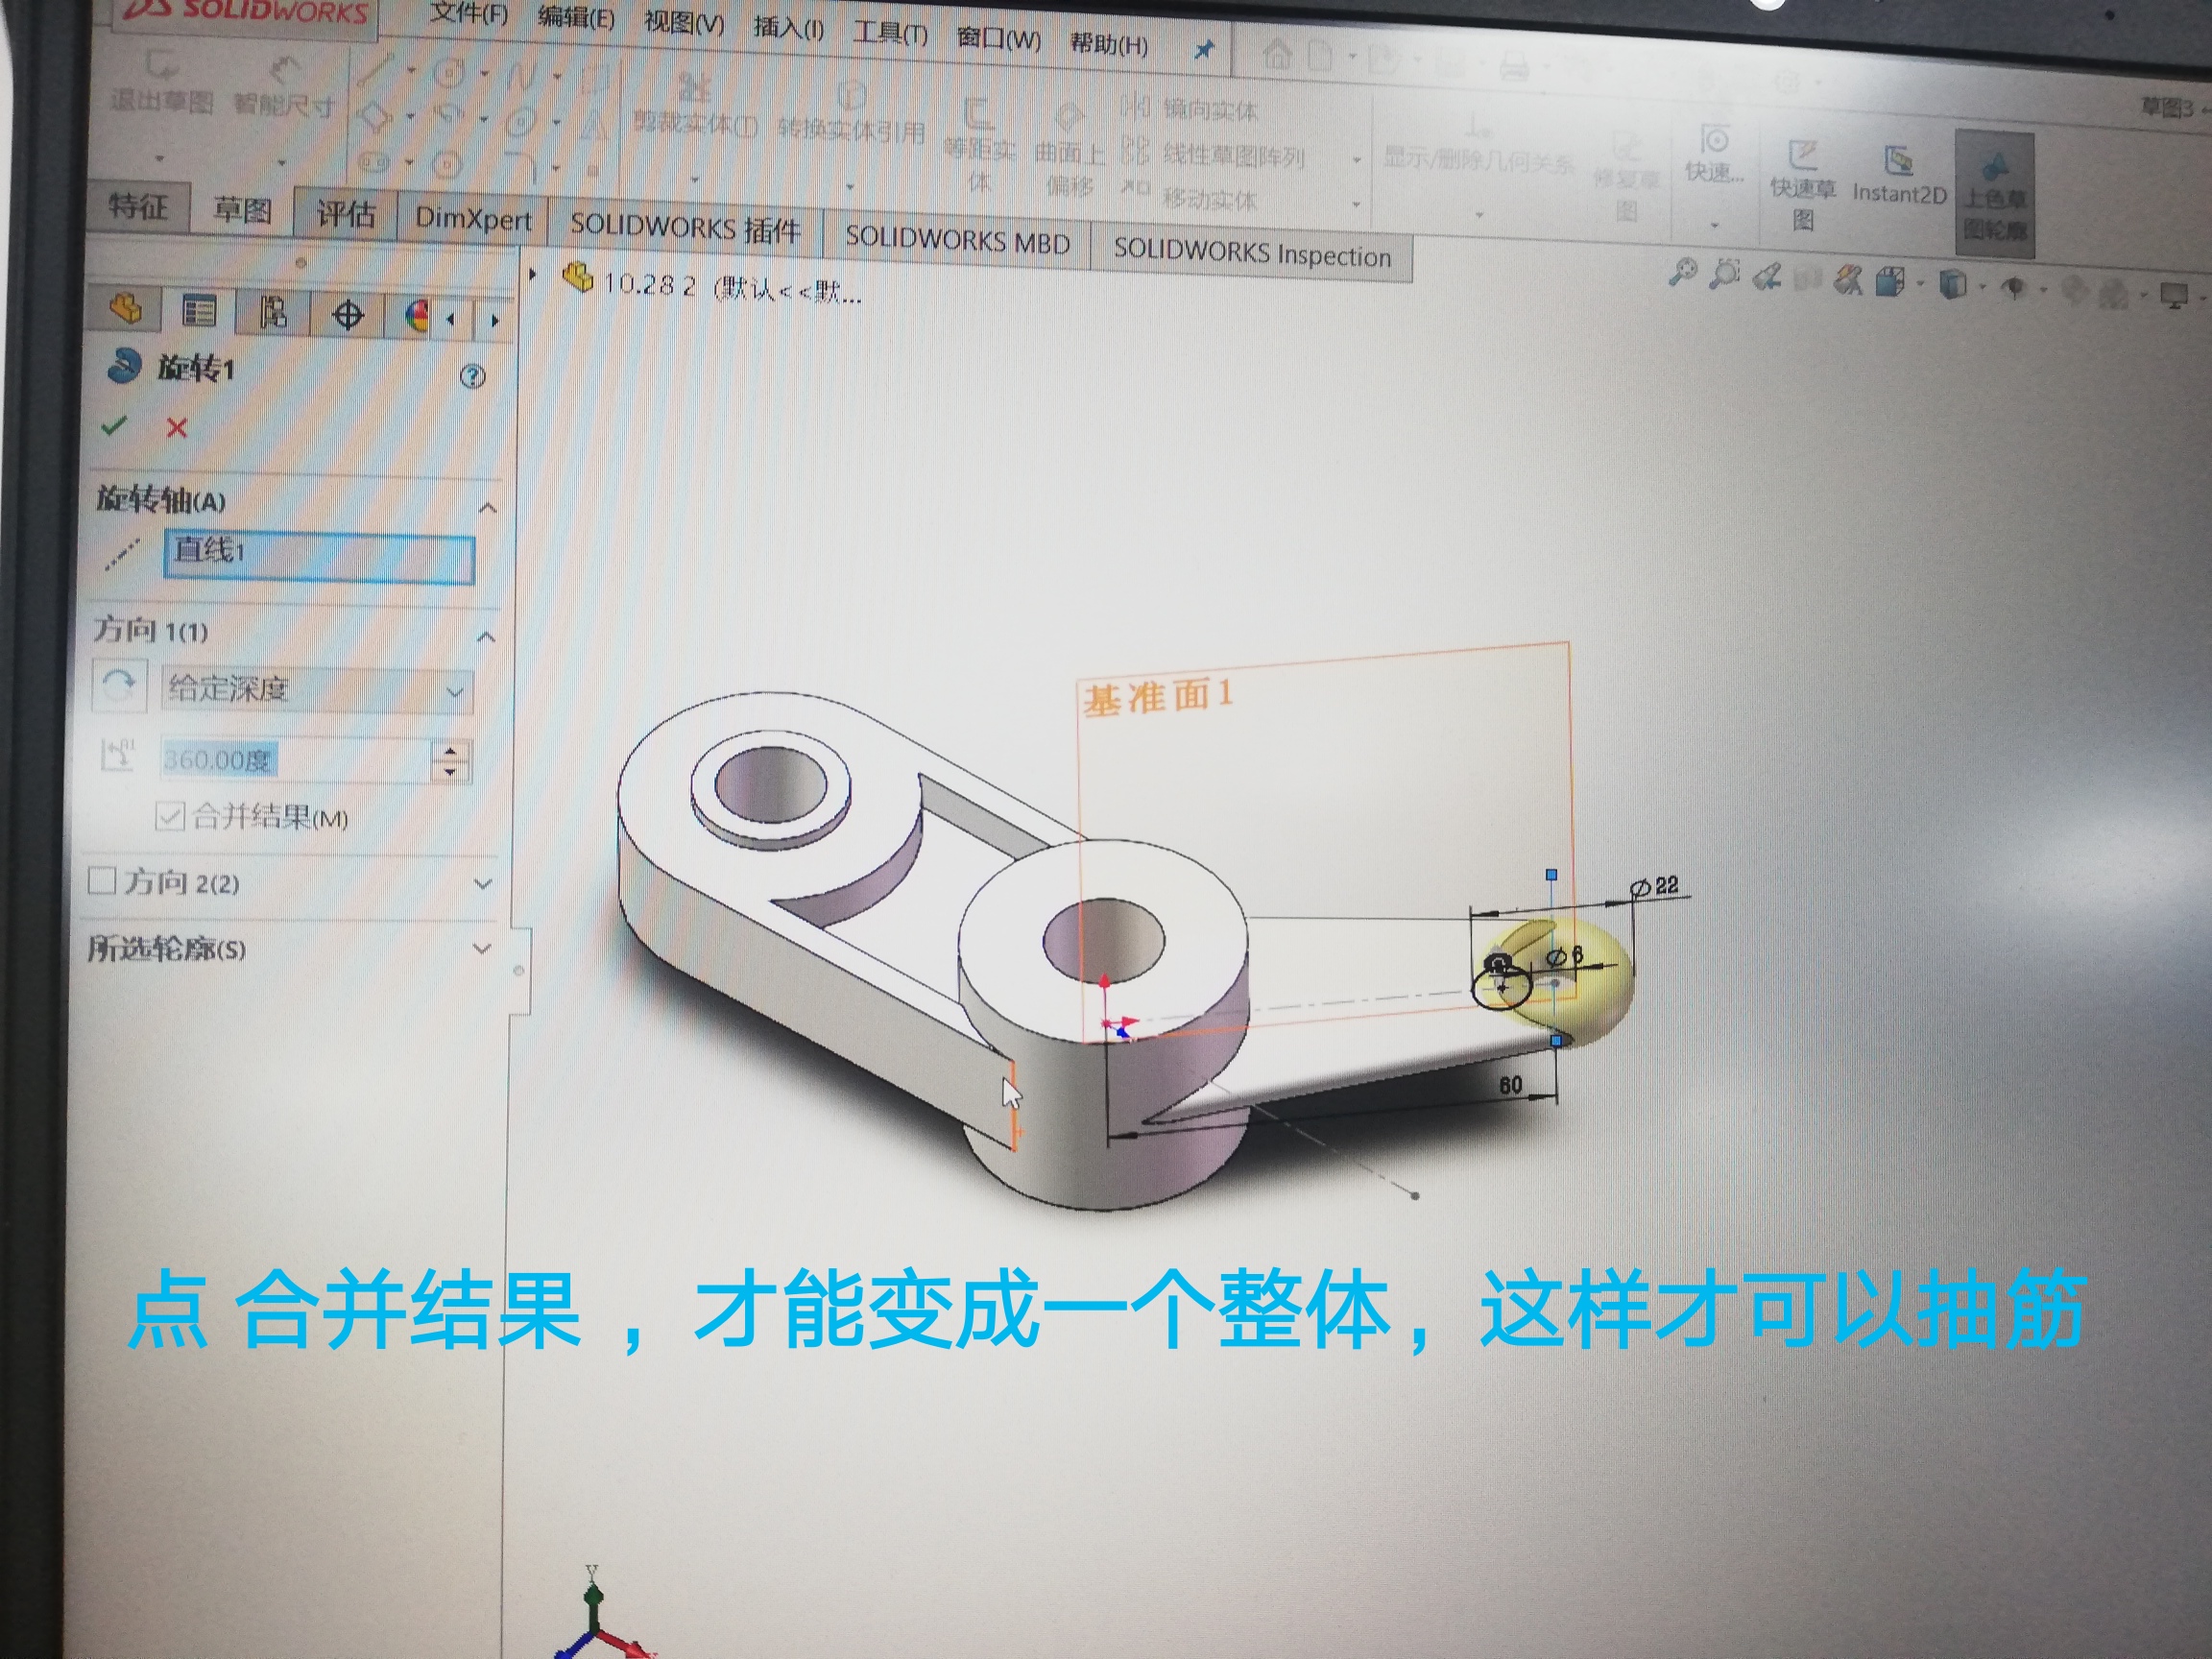 SOLIDWORKS
文件(F) 编辑(E) 视图(V) 插入(I) 工具(T) 窗口(W) 帮助(H)
草图3
退出草图 智能尺寸 剪裁实体(T) 转换实体引用 等距实体 曲面上偏移 镜向实体
线性草图阵列
移动实体
显示/删除几何关系 修复草图 快速... 快速草图 Instant2D 上色草图轮廓
特征 草图 评估 DimXpert SOLIDWORKS 插件 SOLIDWORKS MBD SOLIDWORKS Inspection
10.28 2 (默认<<默...
旋转1
旋转轴(A)
直线1
方向 1(1)
给定深度
360.00度
合并结果(M)
方向 2(2)
所选轮廓(S)
基准面1
∅22
∅6
60
点 合并结果 ，才能变成一个整体，这样才可以抽筋
Y